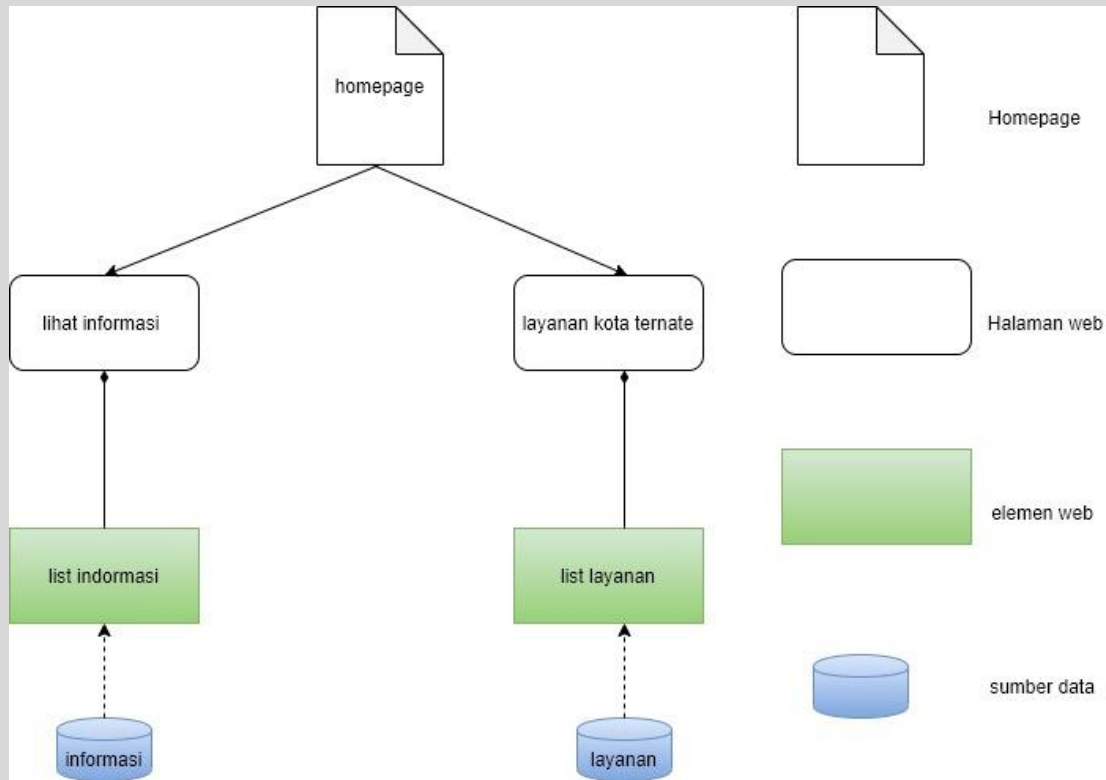 homepage
Homepage
lihat informasi
layanan kota ternate
Halaman web
list indormasi
list layanan
elemen web
informasi
layanan
sumber data